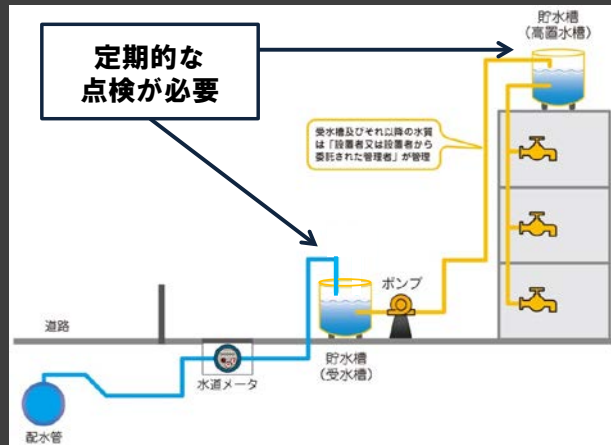 定期的な
点検が必要
貯水槽
(高置水槽)
受水槽及びそれ以降の水質
は「設置者又は設置者から
委託された管理者」が管理
ポンプ
道路
水道メータ
貯水槽
(受水槽)
配水管